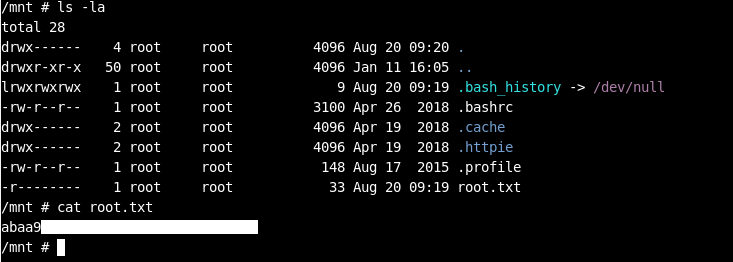 /mnt # ls -la
total 28
drwx------    4 root     root          4096 Aug 20 09:20 .
drwxr-xr-x   50 root     root          4096 Jan 11 16:05 ..
lrwxrwxrwx    1 root     root             9 Aug 20 09:19 .bash_history -> /dev/null
-rw-r--r--    1 root     root          3100 Apr 26  2018 .bashrc
drwx------    2 root     root          4096 Apr 19  2018 .cache
drwx------    2 root     root          4096 Apr 19  2018 .httpie
-rw-r--r--    1 root     root           148 Aug 17  2015 .profile
-r--------    1 root     root            33 Aug 20 09:19 root.txt
/mnt # cat root.txt
abaa9
/mnt #